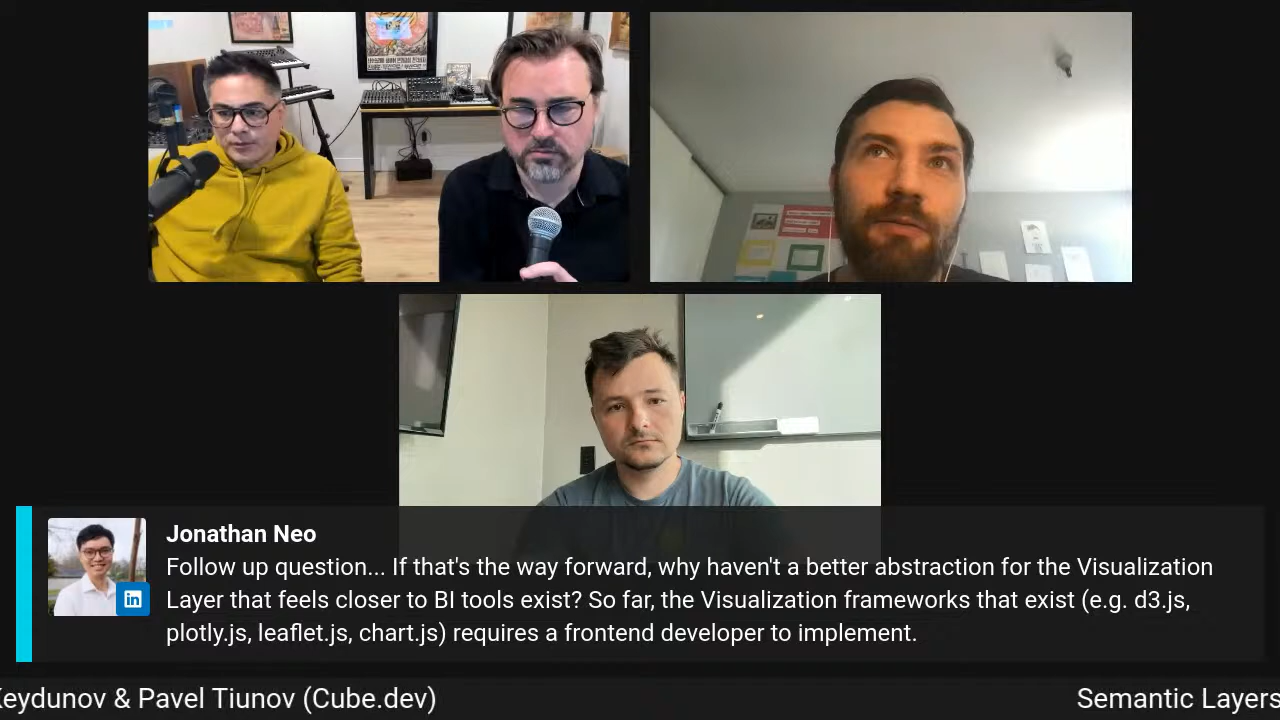 Jonathan Neo
Follow up question... If that's the way forward, why haven't a better abstraction for the Visualization
Layer that feels closer to BI tools exist? So far, the Visualization frameworks that exist (e.g. d3.js,
plotly.js, leaflet.js, chart.js) requires a frontend developer to implement.
in
Keydunov & Pavel Tiunov (Cube.dev)
Semantic Layers